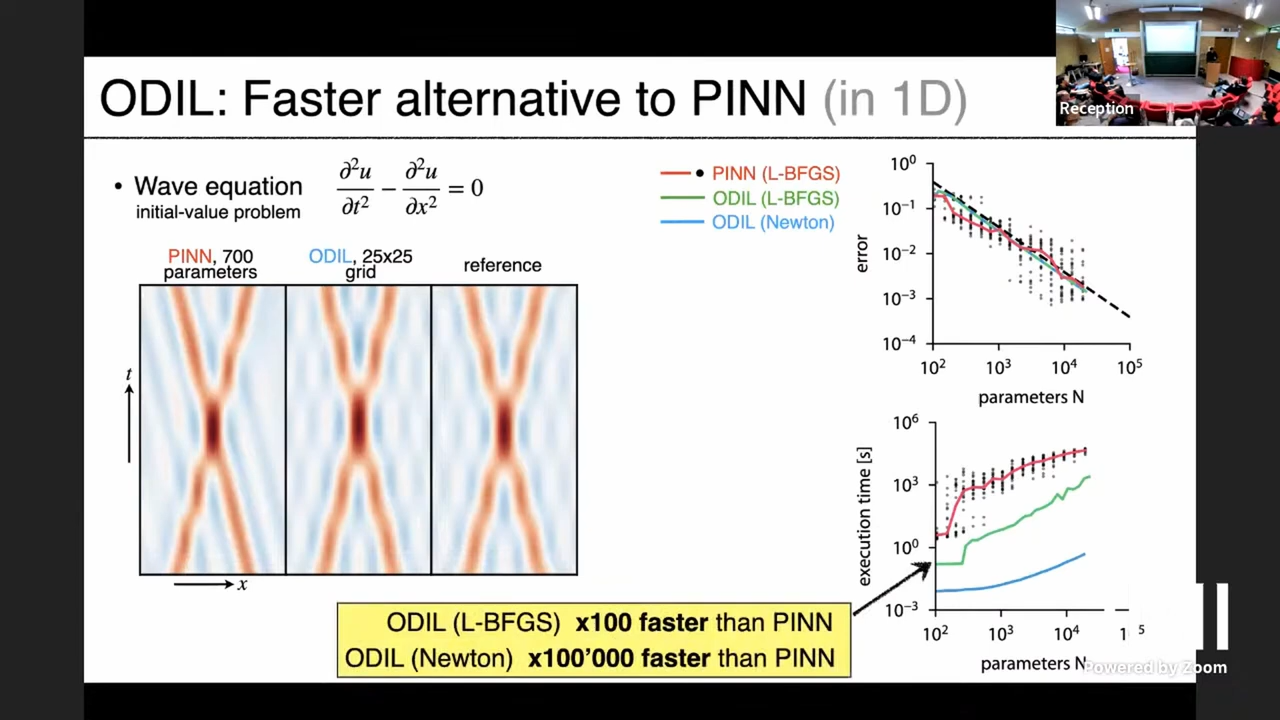 ODIL: Faster alternative to PINN (in 1D)
Reception
• Wave equation
initial-value problem
∂²u/∂t² − ∂²u/∂x² = 0
PINN, 700
parameters
ODIL, 25x25
grid
reference
t
x
PINN (L-BFGS)
ODIL (L-BFGS)
ODIL (Newton)
error
10⁰
10⁻¹
10⁻²
10⁻³
10⁻⁴
10² 10³ 10⁴ 10⁵
parameters N
execution time [s]
10⁶
10³
10⁰
10⁻³
10² 10³ 10⁴ 1 5
parameters N
ODIL (L-BFGS) x100 faster than PINN
ODIL (Newton) x100'000 faster than PINN
Powered by Zoom